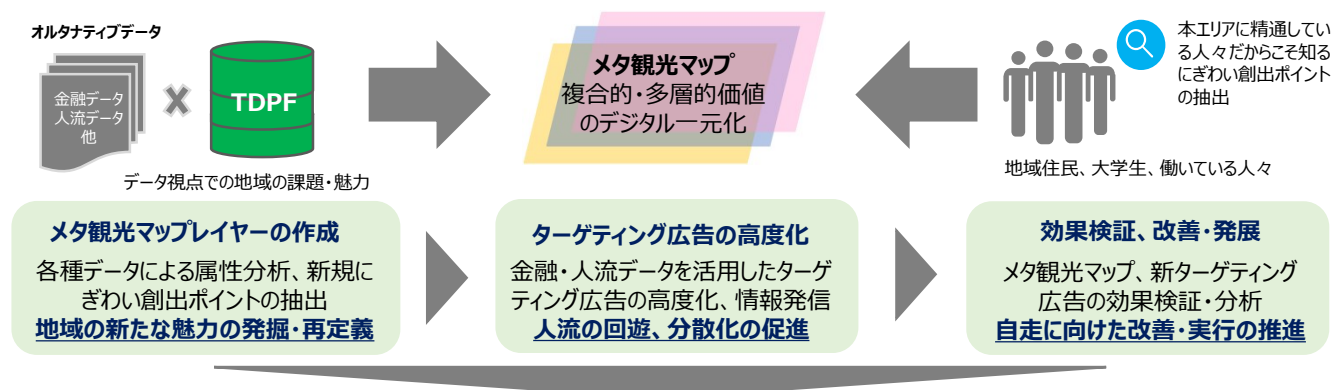 オルタナティブデータ
金融データ
人流データ
他
TDPF
データ視点での地域の課題・魅力
メタ観光マップ
複合的・多層的価値
のデジタル一元化
本エリアに精通してい
る人々だからこそ知る
にぎわい創出ポイント
の抽出
地域住民、大学生、働いている人々
メタ観光マップレイヤーの作成
各種データによる属性分析、新規に
ぎわい創出ポイントの抽出
地域の新たな魅力の発掘・再定義
ターゲティング広告の高度化
金融・人流データを活用したターゲ
ティング広告の高度化、情報発信
人流の回遊、分散化の促進
効果検証、改善・発展
メタ観光マップ、新ターゲティング
広告の効果検証・分析
自走に向けた改善・実行の推進